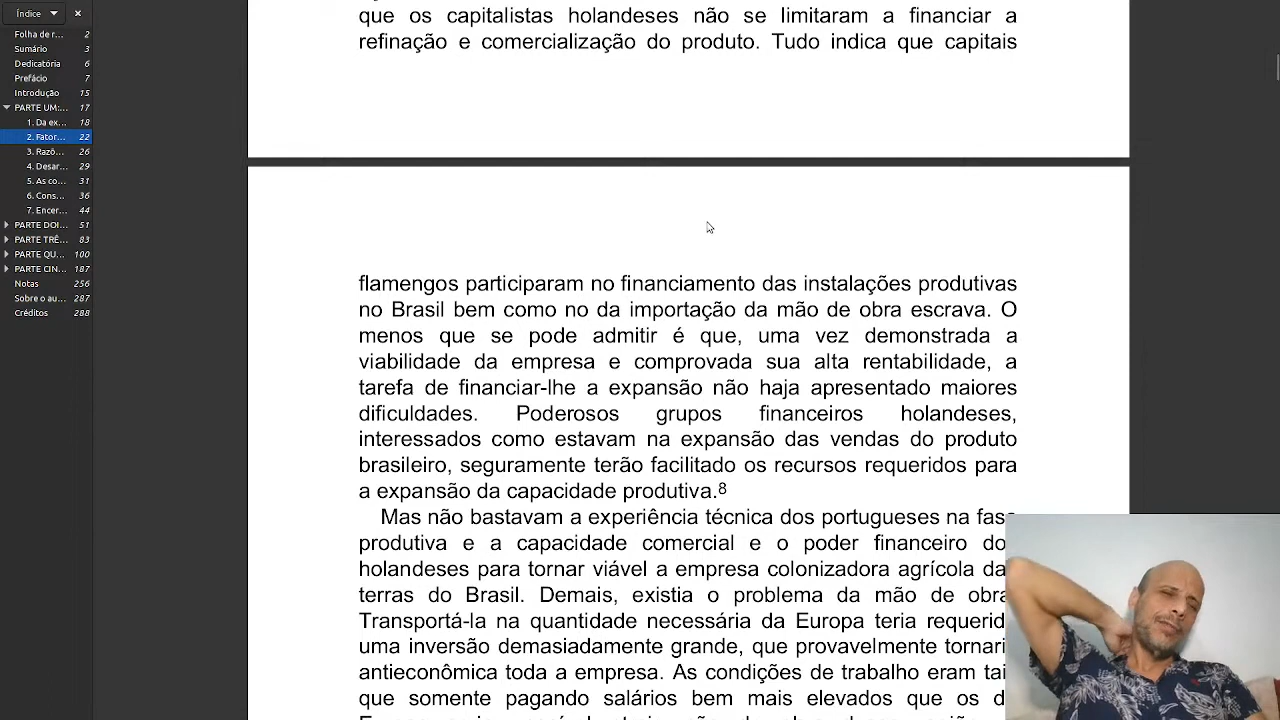 Índice
Folha de r... 2
Sumário 3
Dedicatória 6
Prefácio 7
Introdução 15
PARTE UM:... 17
1. Da ex... 18
2. Fator... 22
3. Razõ... 26
4. Desar... 29
5. As co... 31
6. Cons... 36
7. Encer... 44
PARTE DOI... 51
PARTE TRÊ... 83
PARTE QU... 100
PARTE CIN... 187
Notas 256
Sobre o au... 287
Créditos 288
que os capitalistas holandeses não se limitaram a financiar a
refinação e comercialização do produto. Tudo indica que capitais
flamengos participaram no financiamento das instalações produtivas
no Brasil bem como no da importação da mão de obra escrava. O
menos que se pode admitir é que, uma vez demonstrada a
viabilidade da empresa e comprovada sua alta rentabilidade, a
tarefa de financiar-lhe a expansão não haja apresentado maiores
dificuldades. Poderosos grupos financeiros holandeses,
interessados como estavam na expansão das vendas do produto
brasileiro, seguramente terão facilitado os recursos requeridos para
a expansão da capacidade produtiva.8
Mas não bastavam a experiência técnica dos portugueses na fase
produtiva e a capacidade comercial e o poder financeiro do
holandeses para tornar viável a empresa colonizadora agrícola da
terras do Brasil. Demais, existia o problema da mão de obra
Transportá-la na quantidade necessária da Europa teria requerid
uma inversão demasiadamente grande, que provavelmente tornari
antieconômica toda a empresa. As condições de trabalho eram tai
que somente pagando salários bem mais elevados que os d